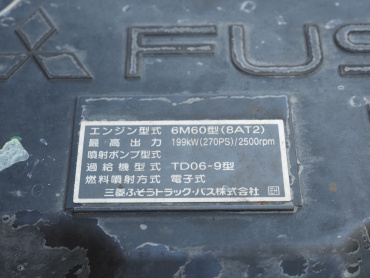 FUS
エンジン型式 6M60型(8AT2)
最高出力 199kW(270PS)/2500rpm
噴射ポンプ型式
過給機型式 TD06-9型
燃料噴射方式 電子式
三菱ふそうトラック・バス株式会社